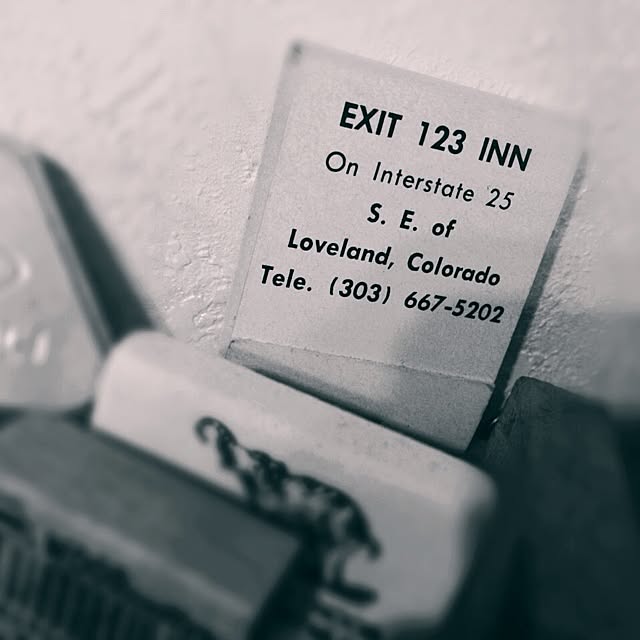 EXIT 123 INN
On Interstate 25
S. E. of
Loveland, Colorado
Tele. (303) 667-5202